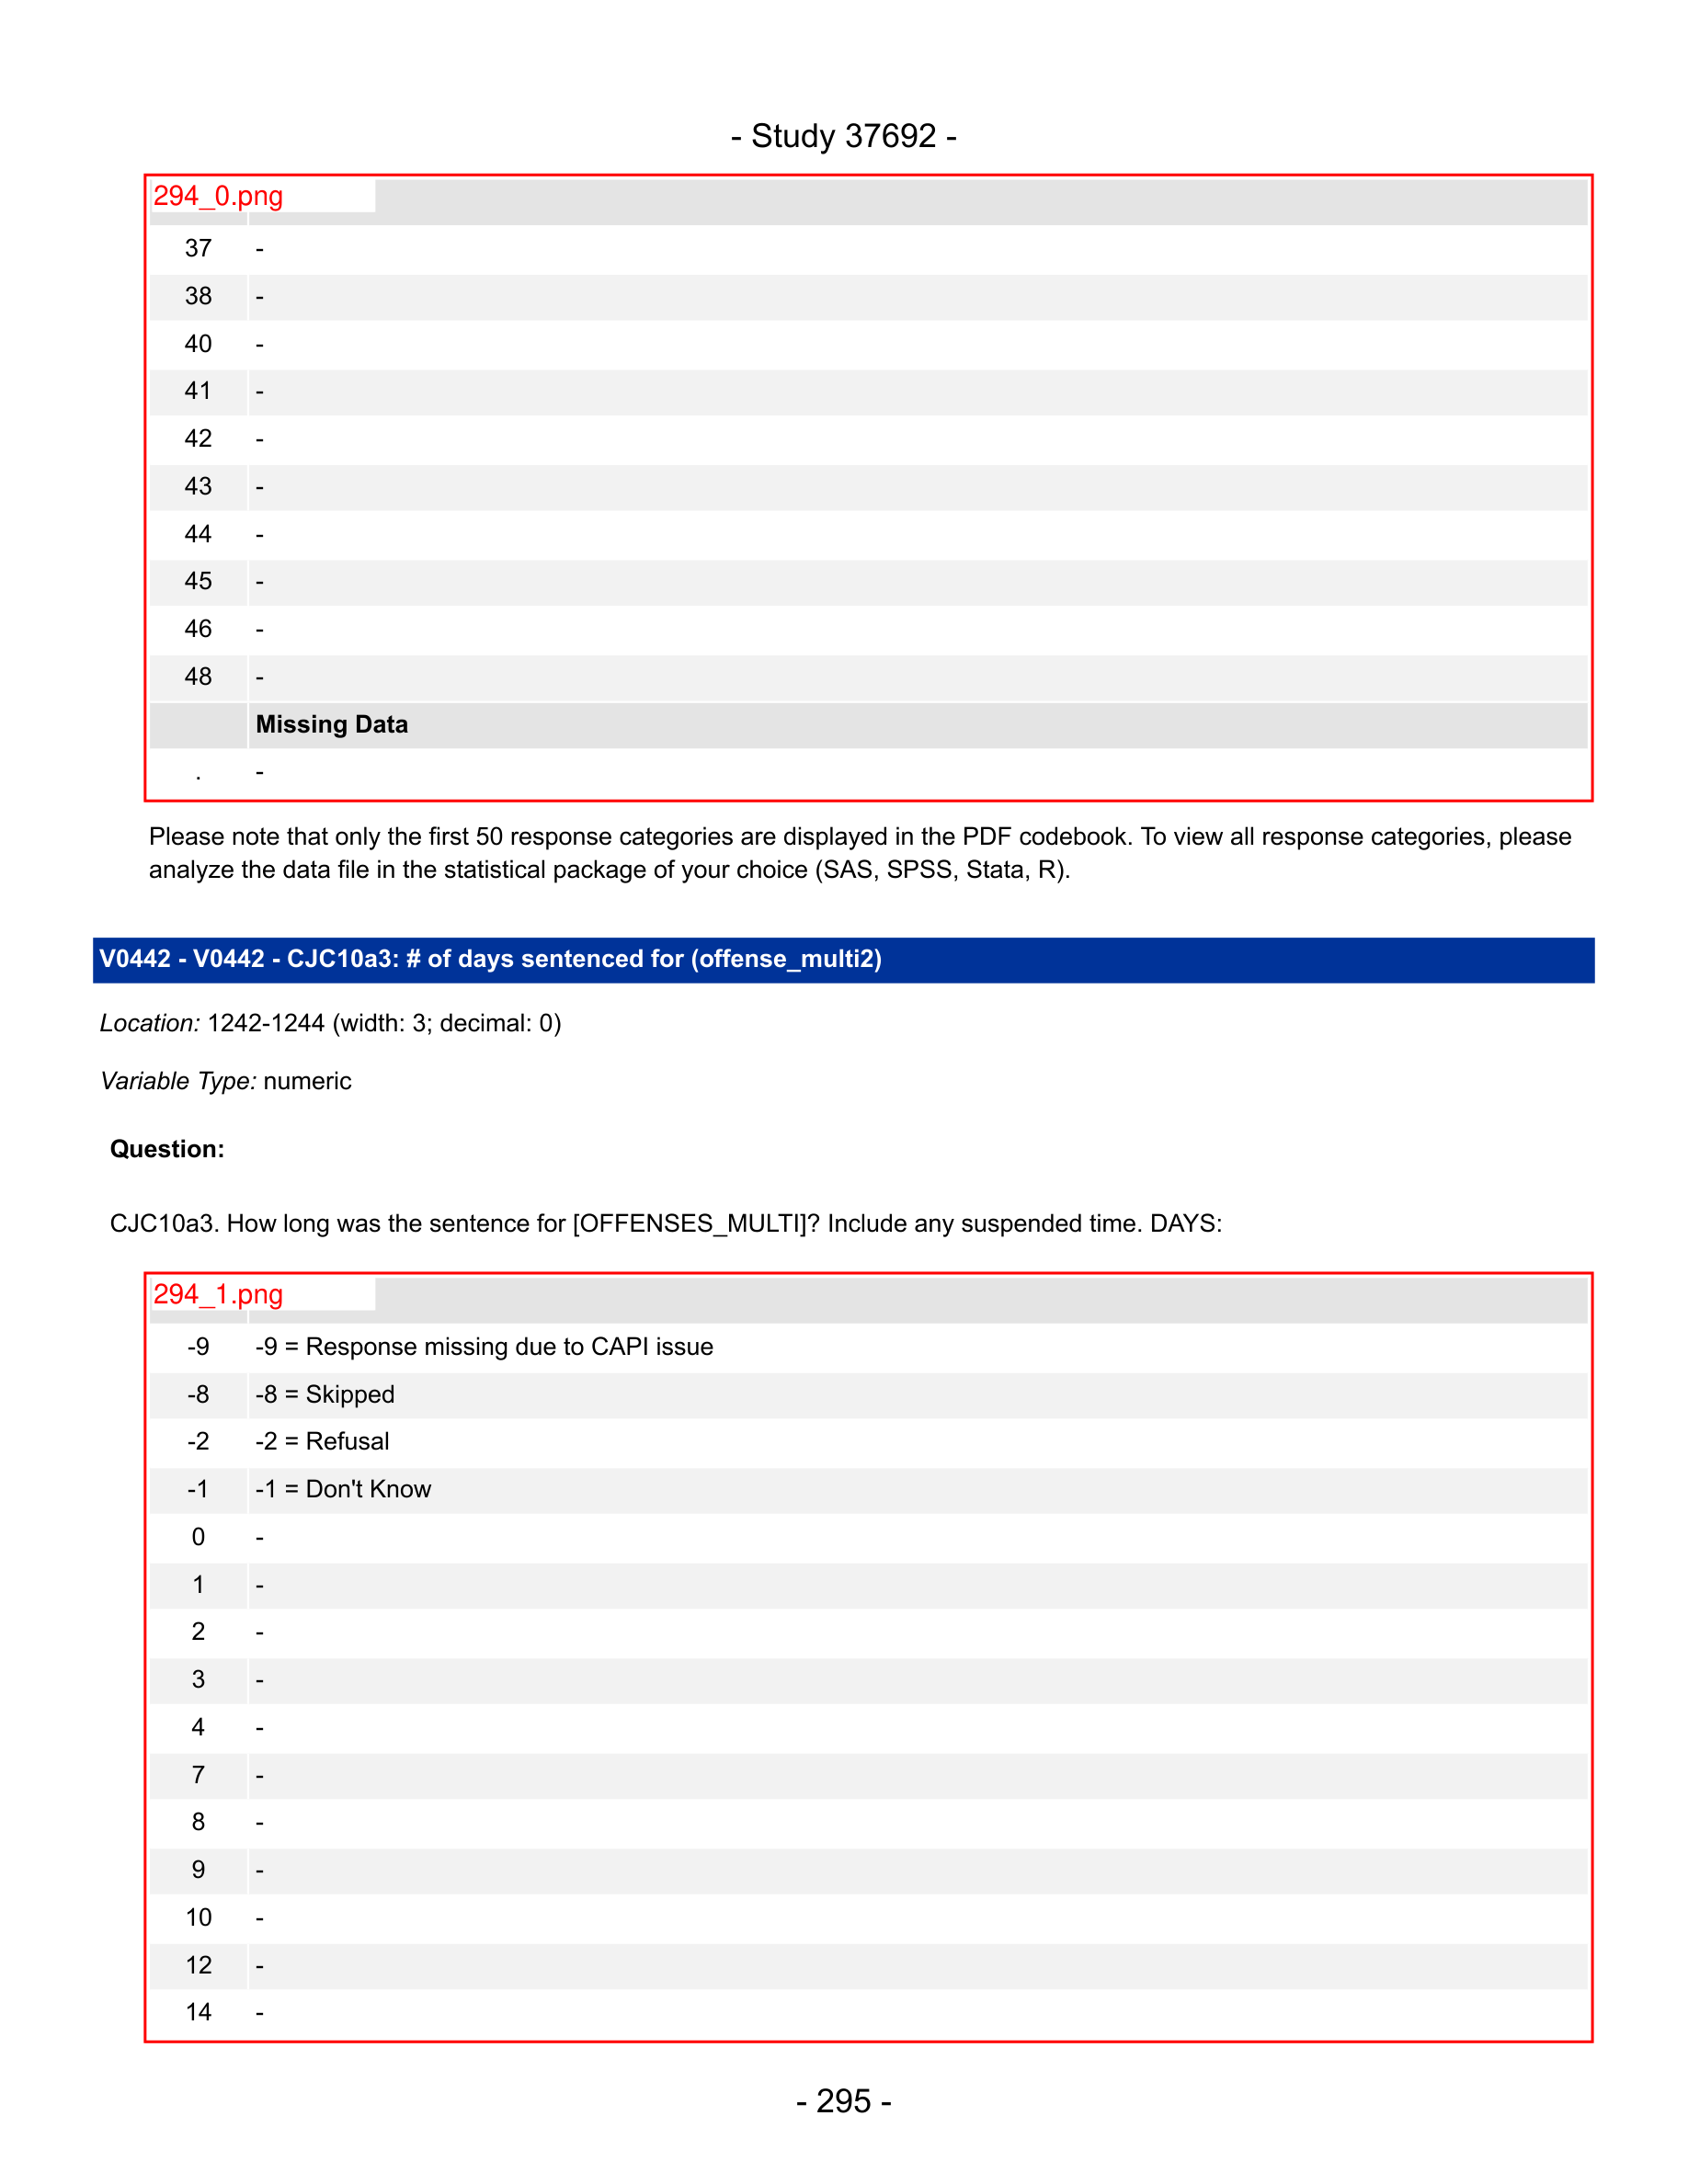 - Study 37692 -
294_0.png
37 -
38 -
40 -
41 -
42 -
43 -
44 -
45 -
46 -
48 -
Missing Data
. -
Please note that only the first 50 response categories are displayed in the PDF codebook. To view all response categories, please
analyze the data file in the statistical package of your choice (SAS, SPSS, Stata, R).
V0442 - V0442 - CJC10a3: # of days sentenced for (offense_multi2)
Location: 1242-1244 (width: 3; decimal: 0)
Variable Type: numeric
Question:
CJC10a3. How long was the sentence for [OFFENSES_MULTI]? Include any suspended time. DAYS:
294_1.png
-9 -9 = Response missing due to CAPI issue
-8 -8 = Skipped
-2 -2 = Refusal
-1 -1 = Don't Know
0 -
1 -
2 -
3 -
4 -
7 -
8 -
9 -
10 -
12 -
14 -
- 295 -